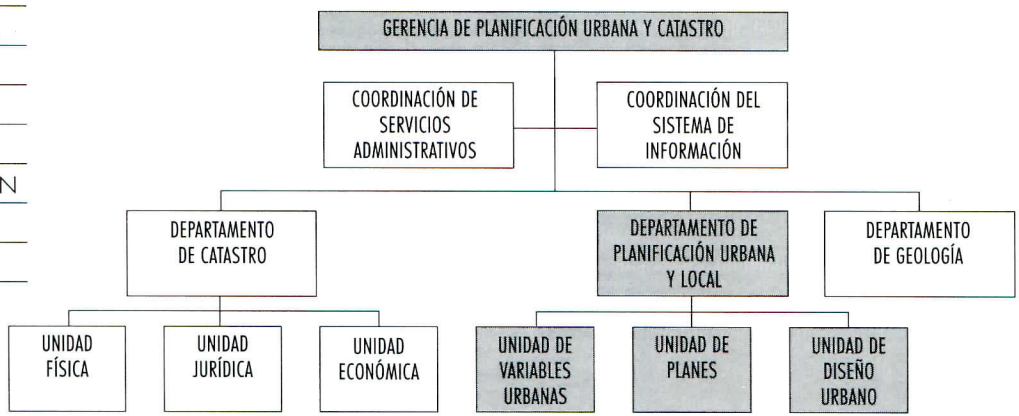 GERENCIA DE PLANIFICACIÓN URBANA Y CATASTRO
COORDINACIÓN DE
SERVICIOS
ADMINISTRATIVOS
COORDINACIÓN DEL
SISTEMA DE
INFORMACIÓN
N
DEPARTAMENTO
DE CATASTRO
DEPARTAMENTO DE
PLANIFICACIÓN URBANA
Y LOCAL
DEPARTAMENTO
DE GEOLOGÍA
UNIDAD
FÍSICA
UNIDAD
JURÍDICA
UNIDAD
ECONÓMICA
UNIDAD DE
VARIABLES
URBANAS
UNIDAD DE
PLANES
UNIDAD DE
DISEÑO
URBANO